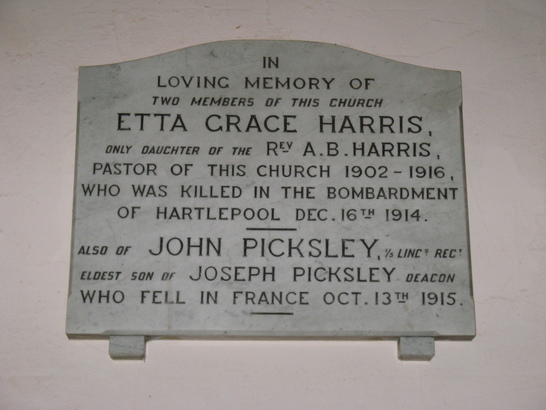 IN
LOVING MEMORY OF
TWO MEMBERS OF THIS CHURCH
ETTA GRACE HARRIS,
ONLY DAUGHTER OF THE REV A.B. HARRIS,
PASTOR OF THIS CHURCH 1902-1916,
WHO WAS KILLED IN THE BOMBARDMENT
OF HARTLEPOOL DEC. 16TH 1914.
ALSO OF JOHN PICKSLEY, 1/5 LINCN REGT
ELDEST SON OF JOSEPH PICKSLEY DEACON
WHO FELL IN FRANCE OCT. 13TH 1915.